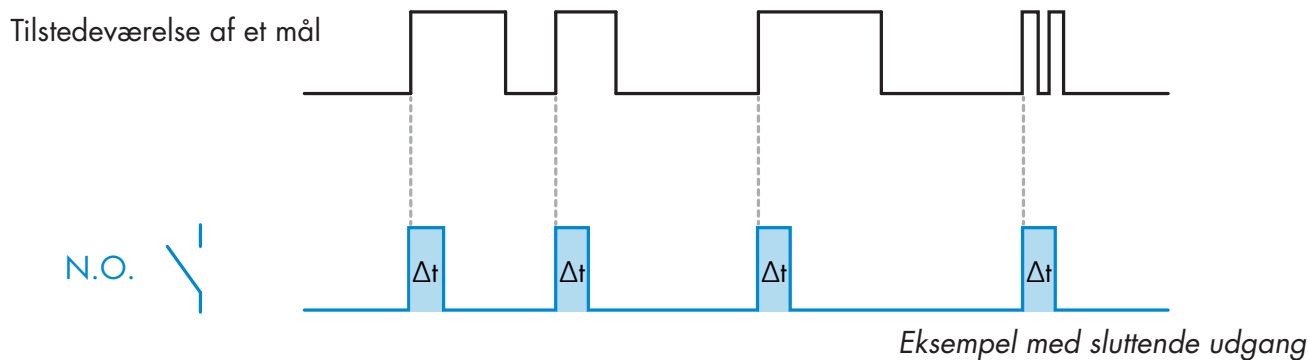 Tilstedeværelse af et mål
N.O.
Δt Δt Δt Δt
Eksempel med sluttende udgang